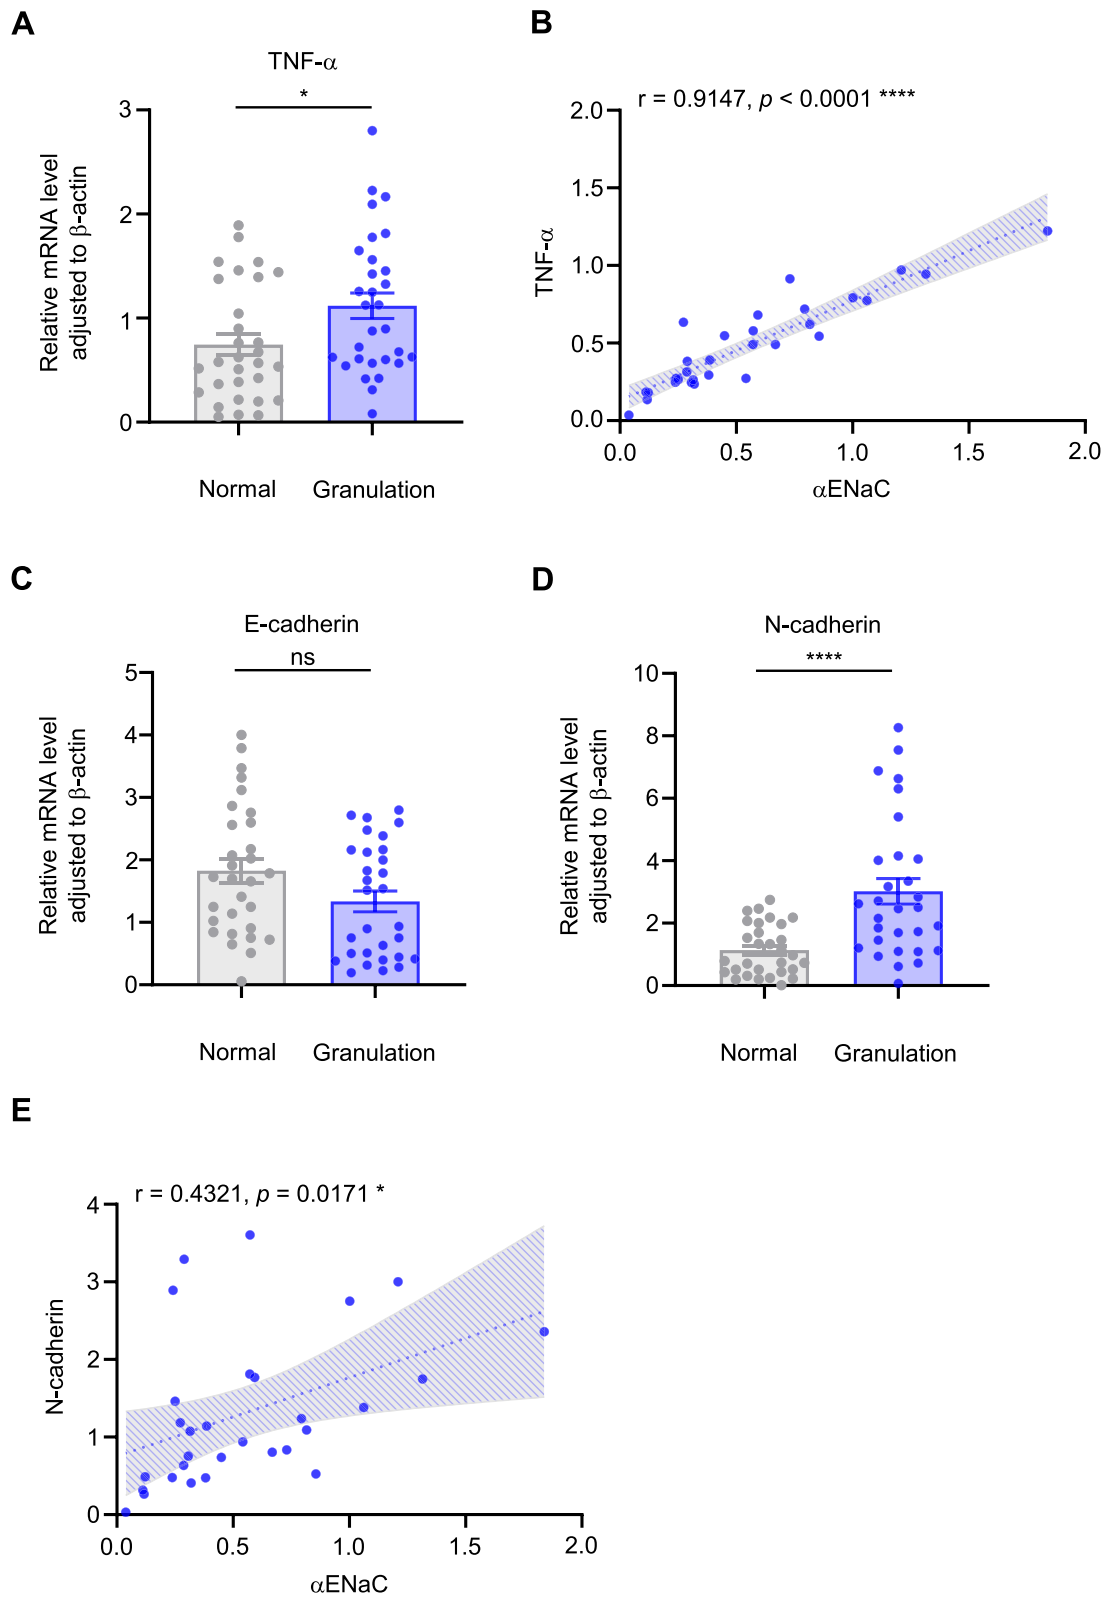 A
TNF-α
*
3
2
1
0
Relative mRNA level
adjusted to β-actin
Normal
Granulation
B
r = 0.9147, p < 0.0001 ****
2.0
1.5
1.0
0.5
0.0
TNF-α
0.0 0.5 1.0 1.5 2.0
αENaC
C
E-cadherin
ns
5
4
3
2
1
0
Relative mRNA level
adjusted to β-actin
Normal
Granulation
D
N-cadherin
****
10
8
6
4
2
0
Relative mRNA level
adjusted to β-actin
Normal
Granulation
E
r = 0.4321, p = 0.0171 *
4
3
2
1
0
N-cadherin
0.0 0.5 1.0 1.5 2.0
αENaC